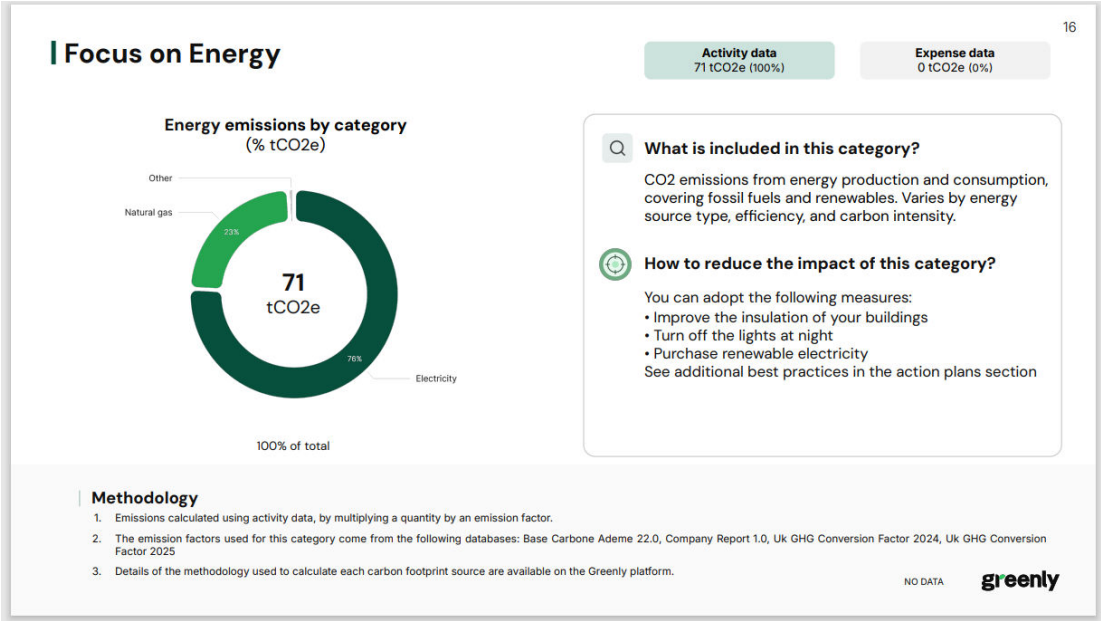 16
Focus on Energy
Activity data
71 tCO2e (100%)
Expense data
0 tCO2e (0%)
Energy emissions by category
(% tCO2e)
Other
Natural gas
23%
71
tCO2e
76%
Electricity
100% of total
What is included in this category?
CO2 emissions from energy production and consumption,
covering fossil fuels and renewables. Varies by energy
source type, efficiency, and carbon intensity.
How to reduce the impact of this category?
You can adopt the following measures:
• Improve the insulation of your buildings
• Turn off the lights at night
• Purchase renewable electricity
See additional best practices in the action plans section
Methodology
1. Emissions calculated using activity data, by multiplying a quantity by an emission factor.
2. The emission factors used for this category come from the following databases: Base Carbone Ademe 22.0, Company Report 1.0, Uk GHG Conversion Factor 2024, Uk GHG Conversion
Factor 2025
3. Details of the methodology used to calculate each carbon footprint source are available on the Greenly platform.
NO DATA
greenly